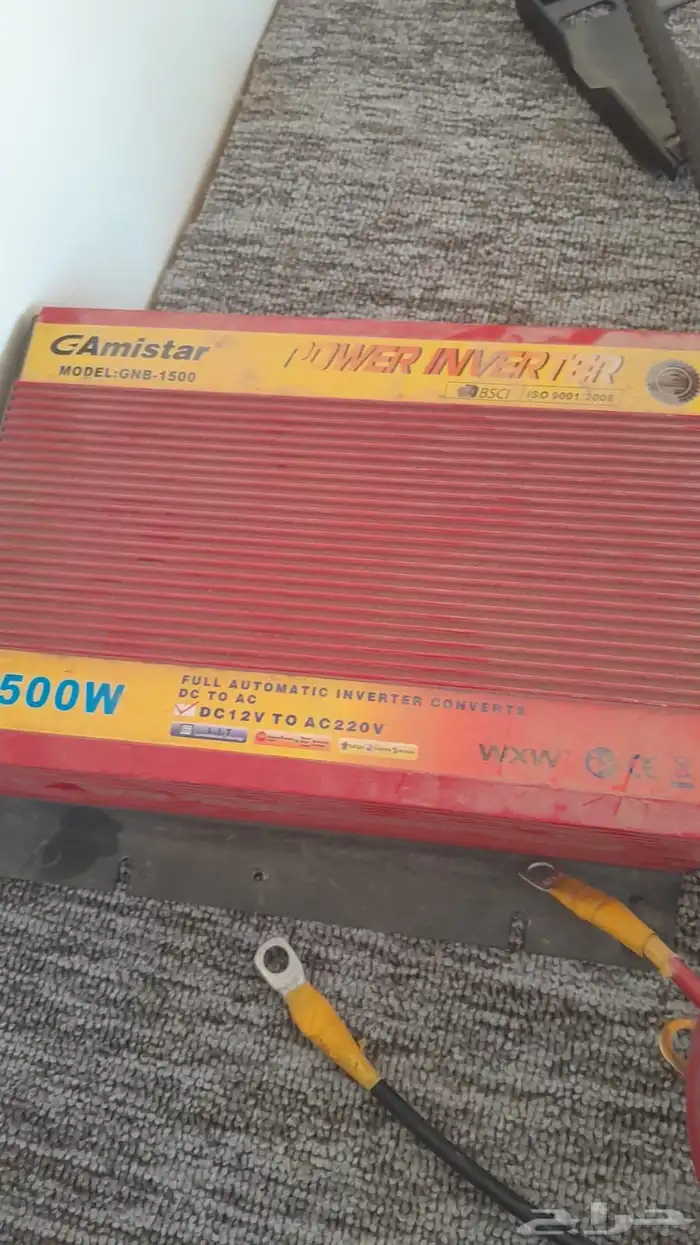 GAmistar
MODEL:GNB-1500
POWER INVERTER
BSCI ISO 9001:2008
500W
FULL AUTOMATIC INVERTER CONVERTS
DC TO AC
DC12V TO AC220V
WXW CE
حراج